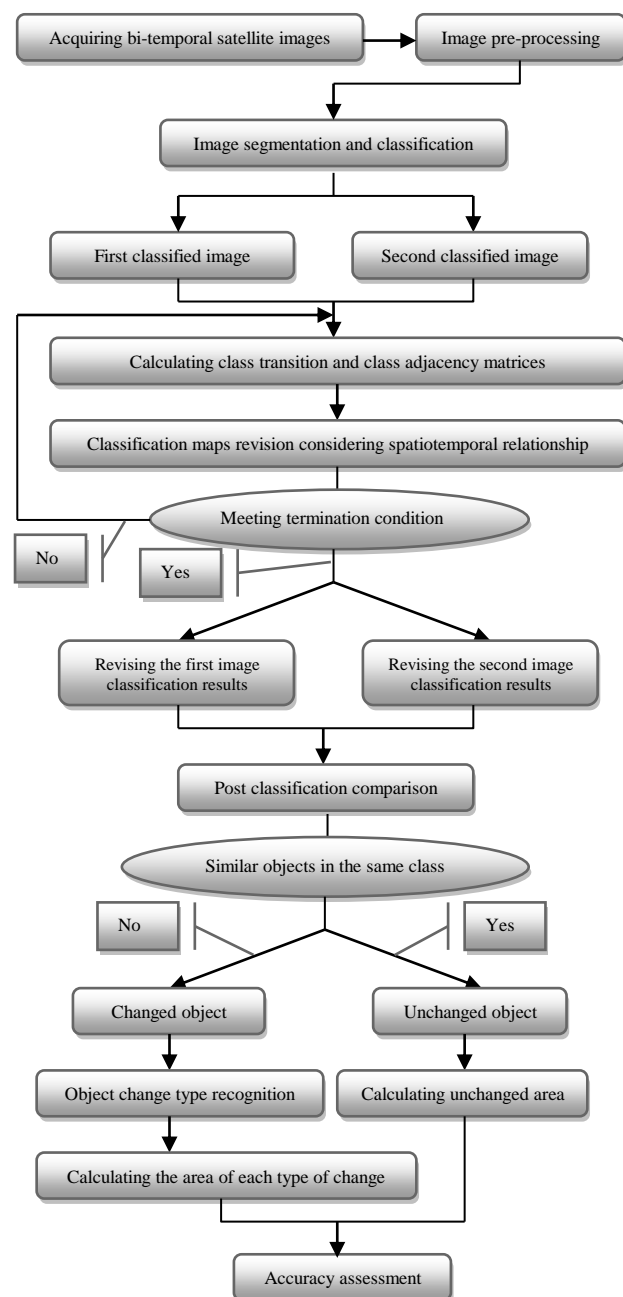 Acquiring bi-temporal satellite images
Image pre-processing
Image segmentation and classification
First classified image
Second classified image
Calculating class transition and class adjacency matrices
Classification maps revision considering spatiotemporal relationship
Meeting termination condition
No
Yes
Revising the first image
classification results
Revising the second image
classification results
Post classification comparison
Similar objects in the same class
No
Yes
Changed object
Unchanged object
Object change type recognition
Calculating unchanged area
Calculating the area of each type of change
Accuracy assessment